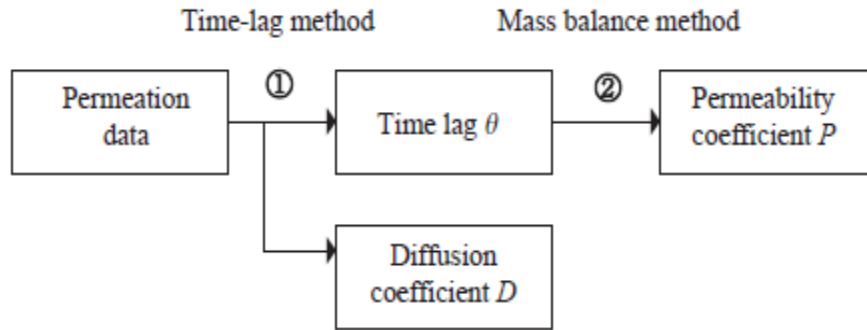 Time-lag method
Mass balance method
①
②
Permeation
data
Time lag θ
Permeability
coefficient P
Diffusion
coefficient D